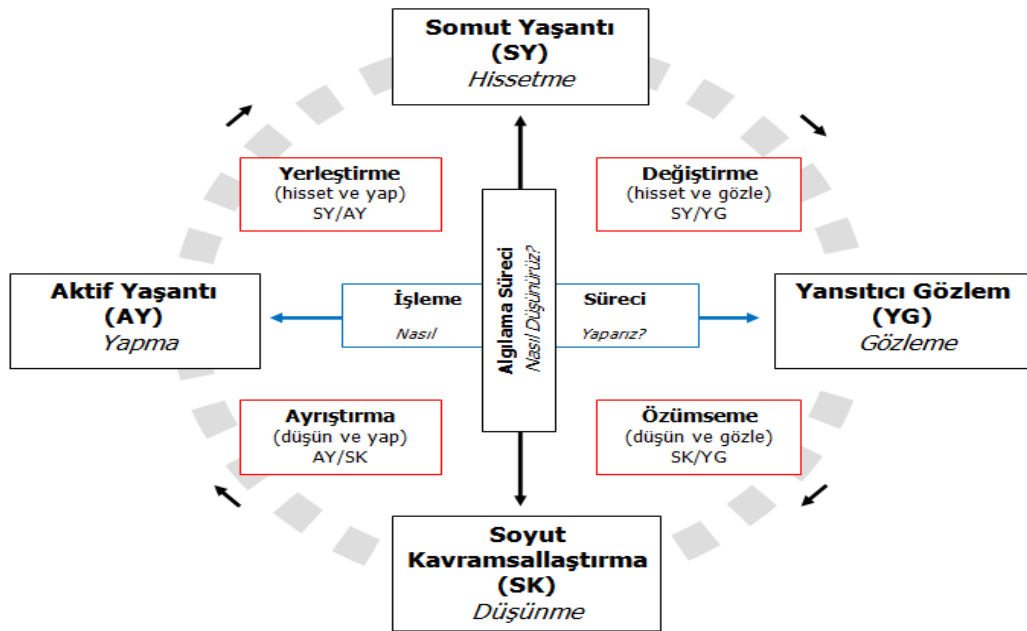 Somut Yaşantı
(SY)
Hissetme
Yerleştirme
(hisset ve yap)
SY/AY
Değiştirme
(hisset ve gözle)
SY/YG
Aktif Yaşantı
(AY)
Yapma
İşleme
Nasıl
Algılama Süreci
Nasıl Düşünürüz?
Süreci
Yaparız?
Yansıtıcı Gözlem
(YG)
Gözleme
Ayrıştırma
(düşün ve yap)
AY/SK
Özümseme
(düşün ve gözle)
SK/YG
Soyut
Kavramsallaştırma
(SK)
Düşünme